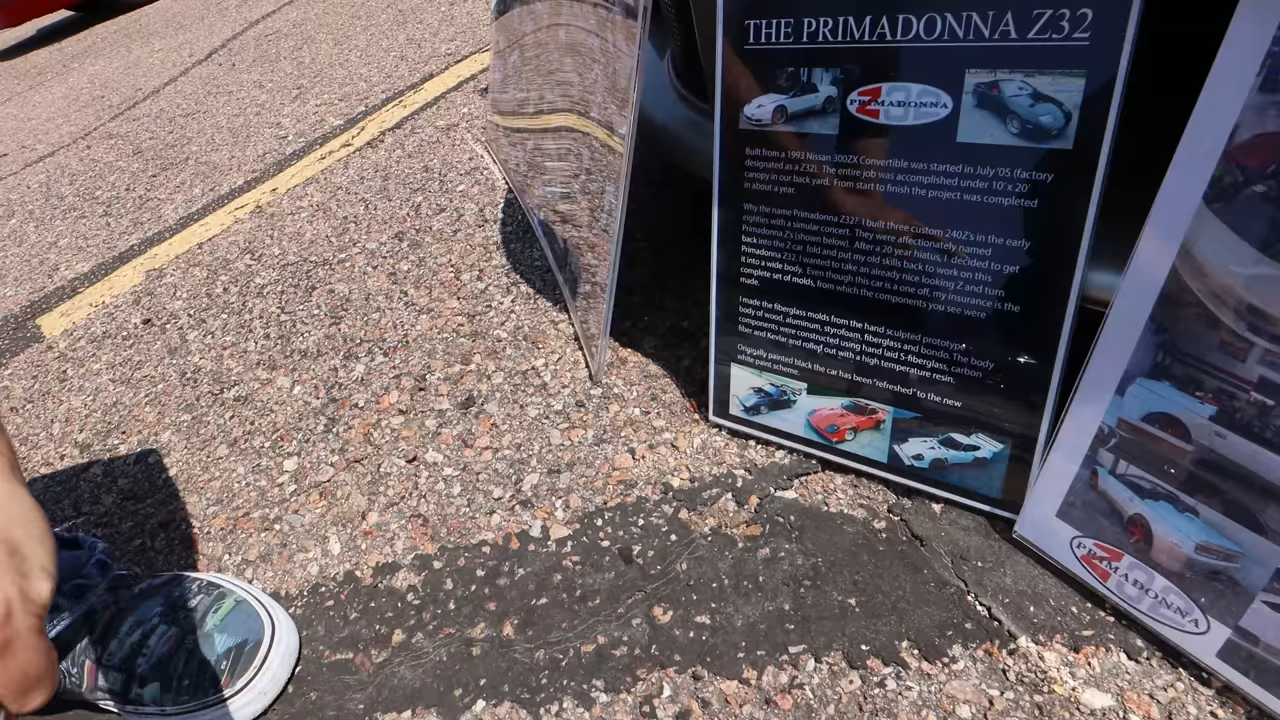 THE PRIMADONNA Z32
PRIMADONNA
Built from a 1993 Nissan 300ZX Convertible was started in July '05 (factory
designated as a Z32). The entire job was accomplished under 10' x 20'
canopy in our back yard. From start to finish the project was completed
in about a year.
Why the name Primadonna Z32? I built three custom 240Z's in the early
eighties with a simular concert. They were affectionately named
Primadonna Z's (shown below). After a 20 year hiatus, I decided to get
back into the Z car fold and put my old skills back to work on this
Primadonna Z32. I wanted to take an already nice looking Z and turn
it into a wide body. Even though this car is a one off, my insurance is the
complete set of molds, from which the components you see were
made.
I made the fiberglass molds from the hand sculpted prototype
body of wood, aluminum, styrofoam, fiberglass and bondo. The body
components were constructed using hand laid S-fiberglass, carbon
fiber and Kevlar and rolled out with a high temperature resin.
Originally painted black the car has been "refreshed" to the new
white paint scheme.
PRIMADONNA